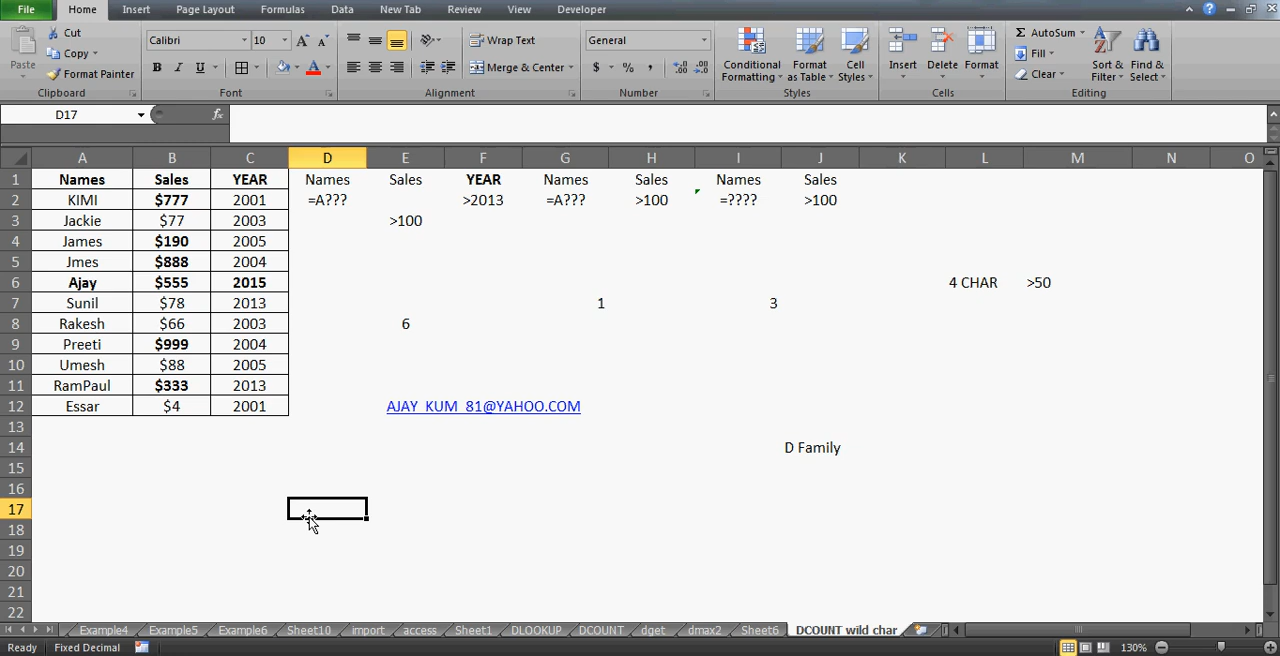 File Home Insert Page Layout Formulas Data New Tab Review View Developer
Paste Cut Copy Format Painter Clipboard
Calibri 10 A A B I U A Font
Wrap Text Merge & Center Alignment
General $ % , Number
Conditional Formatting Format as Table Cell Styles Styles
Insert Delete Format Cells
Σ AutoSum Fill Clear Sort & Filter Find & Select Editing
D17 fx
A B C D E F G H I J K L M N O
1 Names Sales YEAR Names Sales YEAR Names Sales Names Sales
2 KIMI $777 2001 =A??? >2013 =A??? >100 =???? >100
3 Jackie $77 2003 >100
4 James $190 2005
5 Jmes $888 2004
6 Ajay $555 2015 4 CHAR >50
7 Sunil $78 2013 1 3
8 Rakesh $66 2003 6
9 Preeti $999 2004
10 Umesh $88 2005
11 RamPaul $333 2013
12 Essar $4 2001 AJAY_KUM_81@YAHOO.COM
13
14 D Family
15
16
17
18
19
20
21
22
Example4 Example5 Example6 Sheet10 import access Sheet1 DLOOKUP DCOUNT dget dmax2 Sheet6 DCOUNT wild char
Ready Fixed Decimal 130%